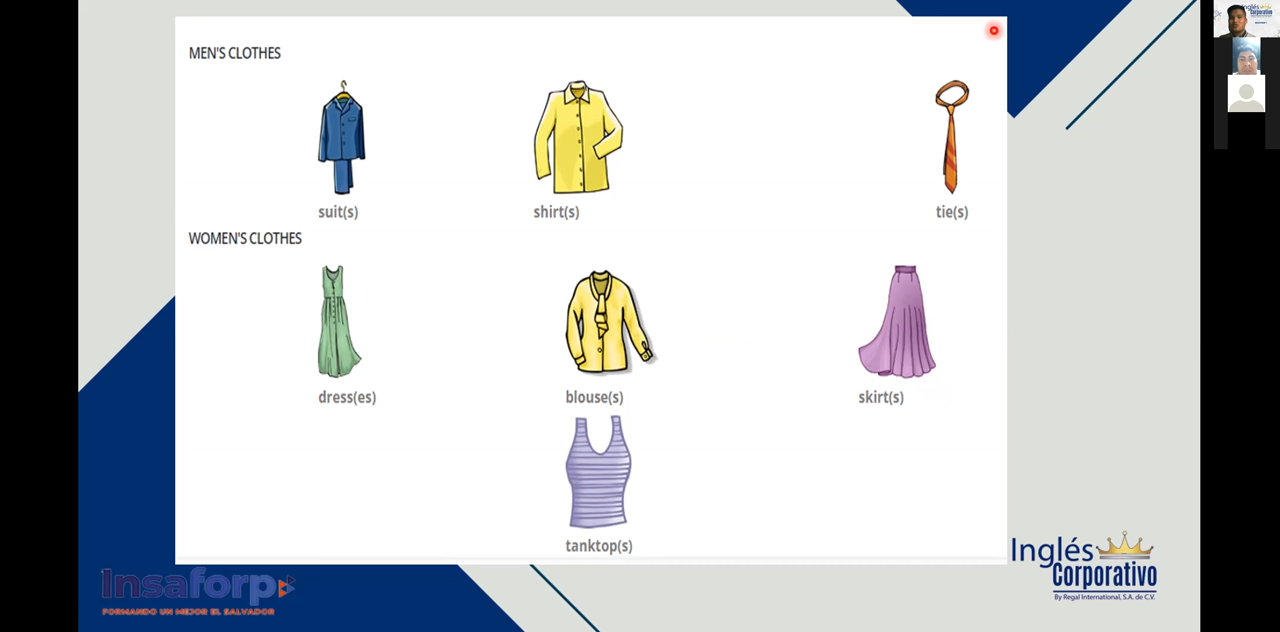 MEN'S CLOTHES
suit(s) shirt(s) tie(s)
WOMEN'S CLOTHES
dress(es) blouse(s) skirt(s)
tanktop(s)
Insaforp
FORMANDO UN MEJOR EL SALVADOR
Inglés
Corporativo
By Regal International, S.A. de C.V.